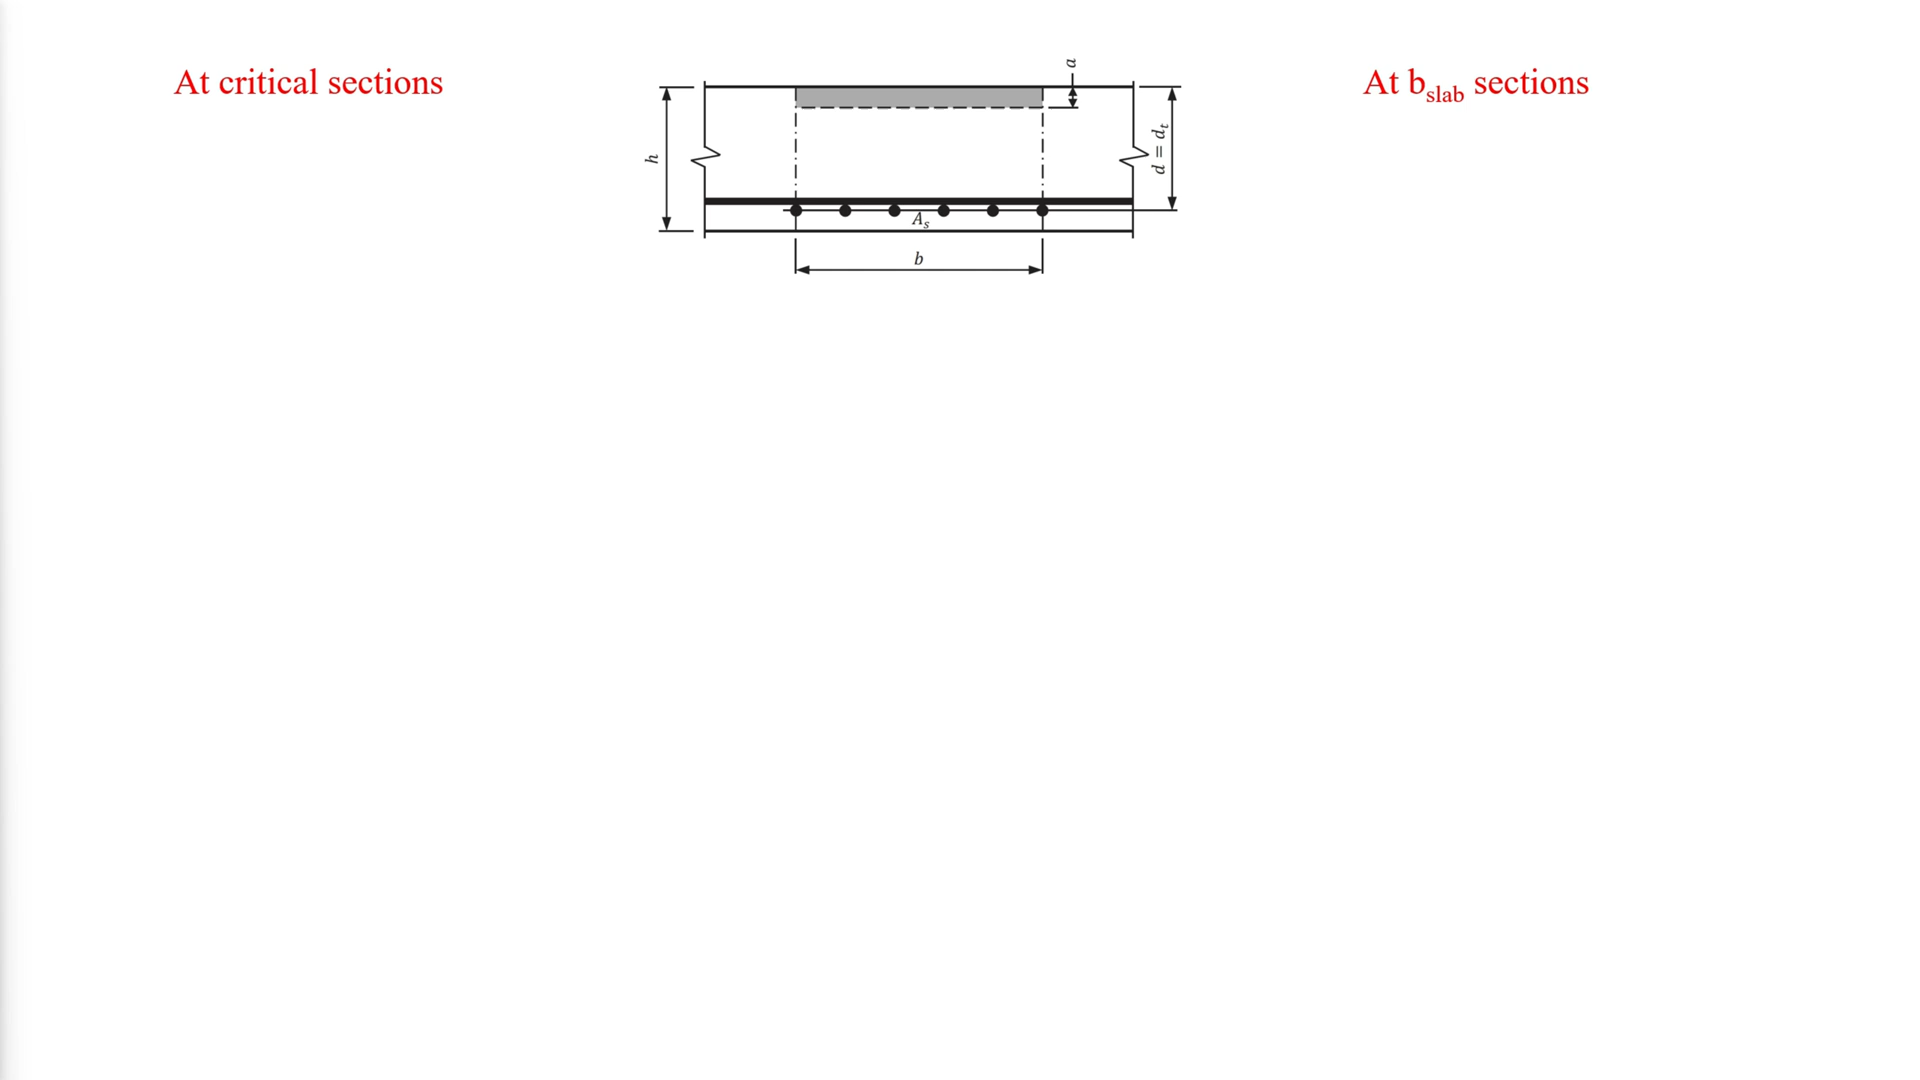 At critical sections
a
At b_slab sections
h
d = d_t
A_s
b